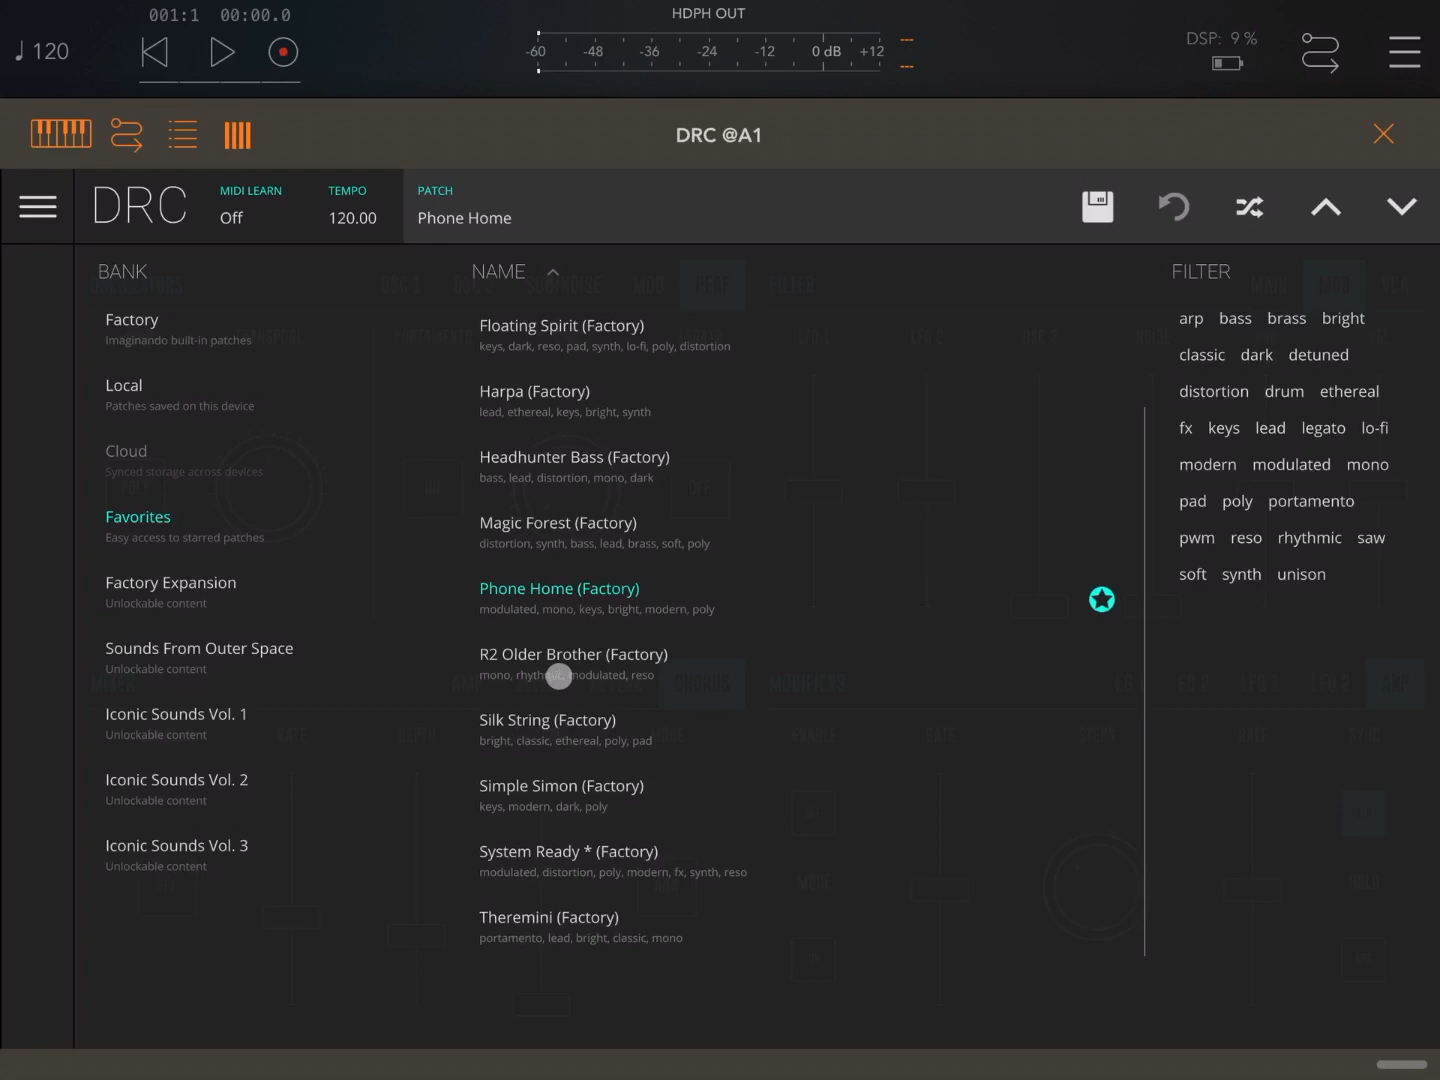 001:1 00:00.0
HDPH OUT
120
-60 -48 -36 -24 -12 0 dB +12
DSP: 9 %
DRC @A1
DRC
MIDI LEARN
Off
TEMPO
120.00
PATCH
Phone Home
BANK
Factory
Imaginando built-in patches
Local
Patches saved on this device
Cloud
Synced storage across devices
Favorites
Easy access to starred patches
Factory Expansion
Unlockable content
Sounds From Outer Space
Unlockable content
Iconic Sounds Vol. 1
Unlockable content
Iconic Sounds Vol. 2
Unlockable content
Iconic Sounds Vol. 3
Unlockable content
NAME
Floating Spirit (Factory)
keys, dark, reso, pad, synth, lo-fi, poly, distortion
Harpa (Factory)
lead, ethereal, keys, bright, synth
Headhunter Bass (Factory)
bass, lead, distortion, mono, dark
Magic Forest (Factory)
distortion, synth, bass, lead, brass, soft, poly
Phone Home (Factory)
modulated, mono, keys, bright, modern, poly
R2 Older Brother (Factory)
mono, rhythmic, modulated, reso
Silk String (Factory)
bright, classic, ethereal, poly, pad
Simple Simon (Factory)
keys, modern, dark, poly
System Ready * (Factory)
modulated, distortion, poly, modern, fx, synth, reso
Theremini (Factory)
portamento, lead, bright, classic, mono
FILTER
arp bass brass bright
classic dark detuned
distortion drum ethereal
fx keys lead legato lo-fi
modern modulated mono
pad poly portamento
pwm reso rhythmic saw
soft synth unison